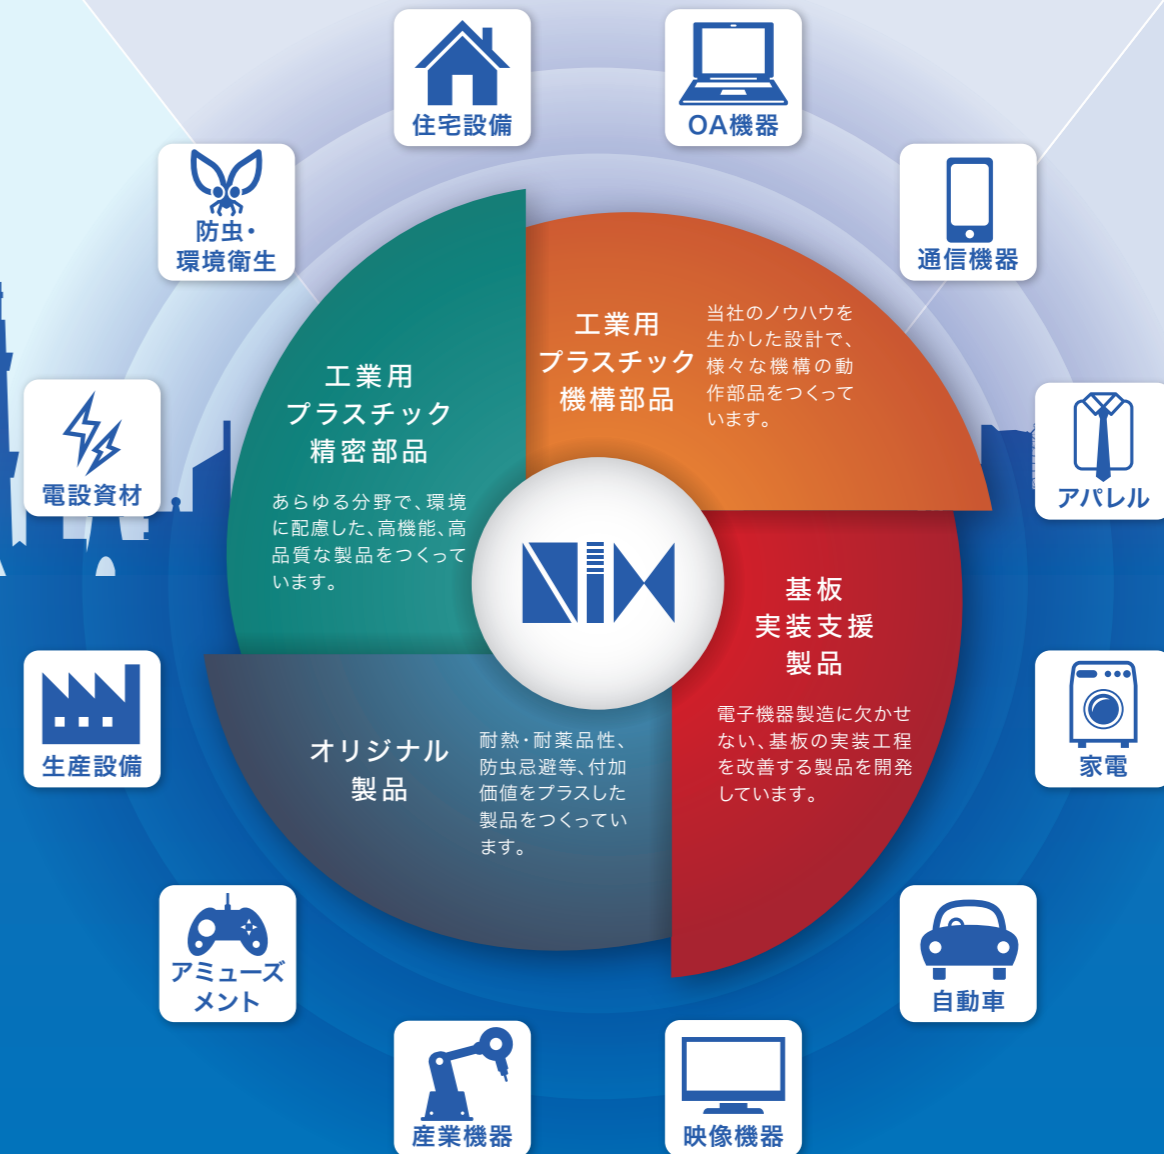 住宅設備
OA機器
防虫・
環境衛生
通信機器
工業用
プラスチック
機構部品
当社のノウハウを
生かした設計で、
様々な機構の動
作部品をつくって
います。
工業用
プラスチック
精密部品
あらゆる分野で、環境
に配慮した、高機能、高
品質な製品をつくって
います。
電設資材
アパレル
NiX
基板
実装支援
製品
電子機器製造に欠かせ
ない、基板の実装工程
を改善する製品を開発
しています。
生産設備
家電
オリジナル
製品
耐熱・耐薬品性、
防虫忌避等、付加
価値をプラスした
製品をつくってい
ます。
アミューズ
メント
自動車
産業機器
映像機器